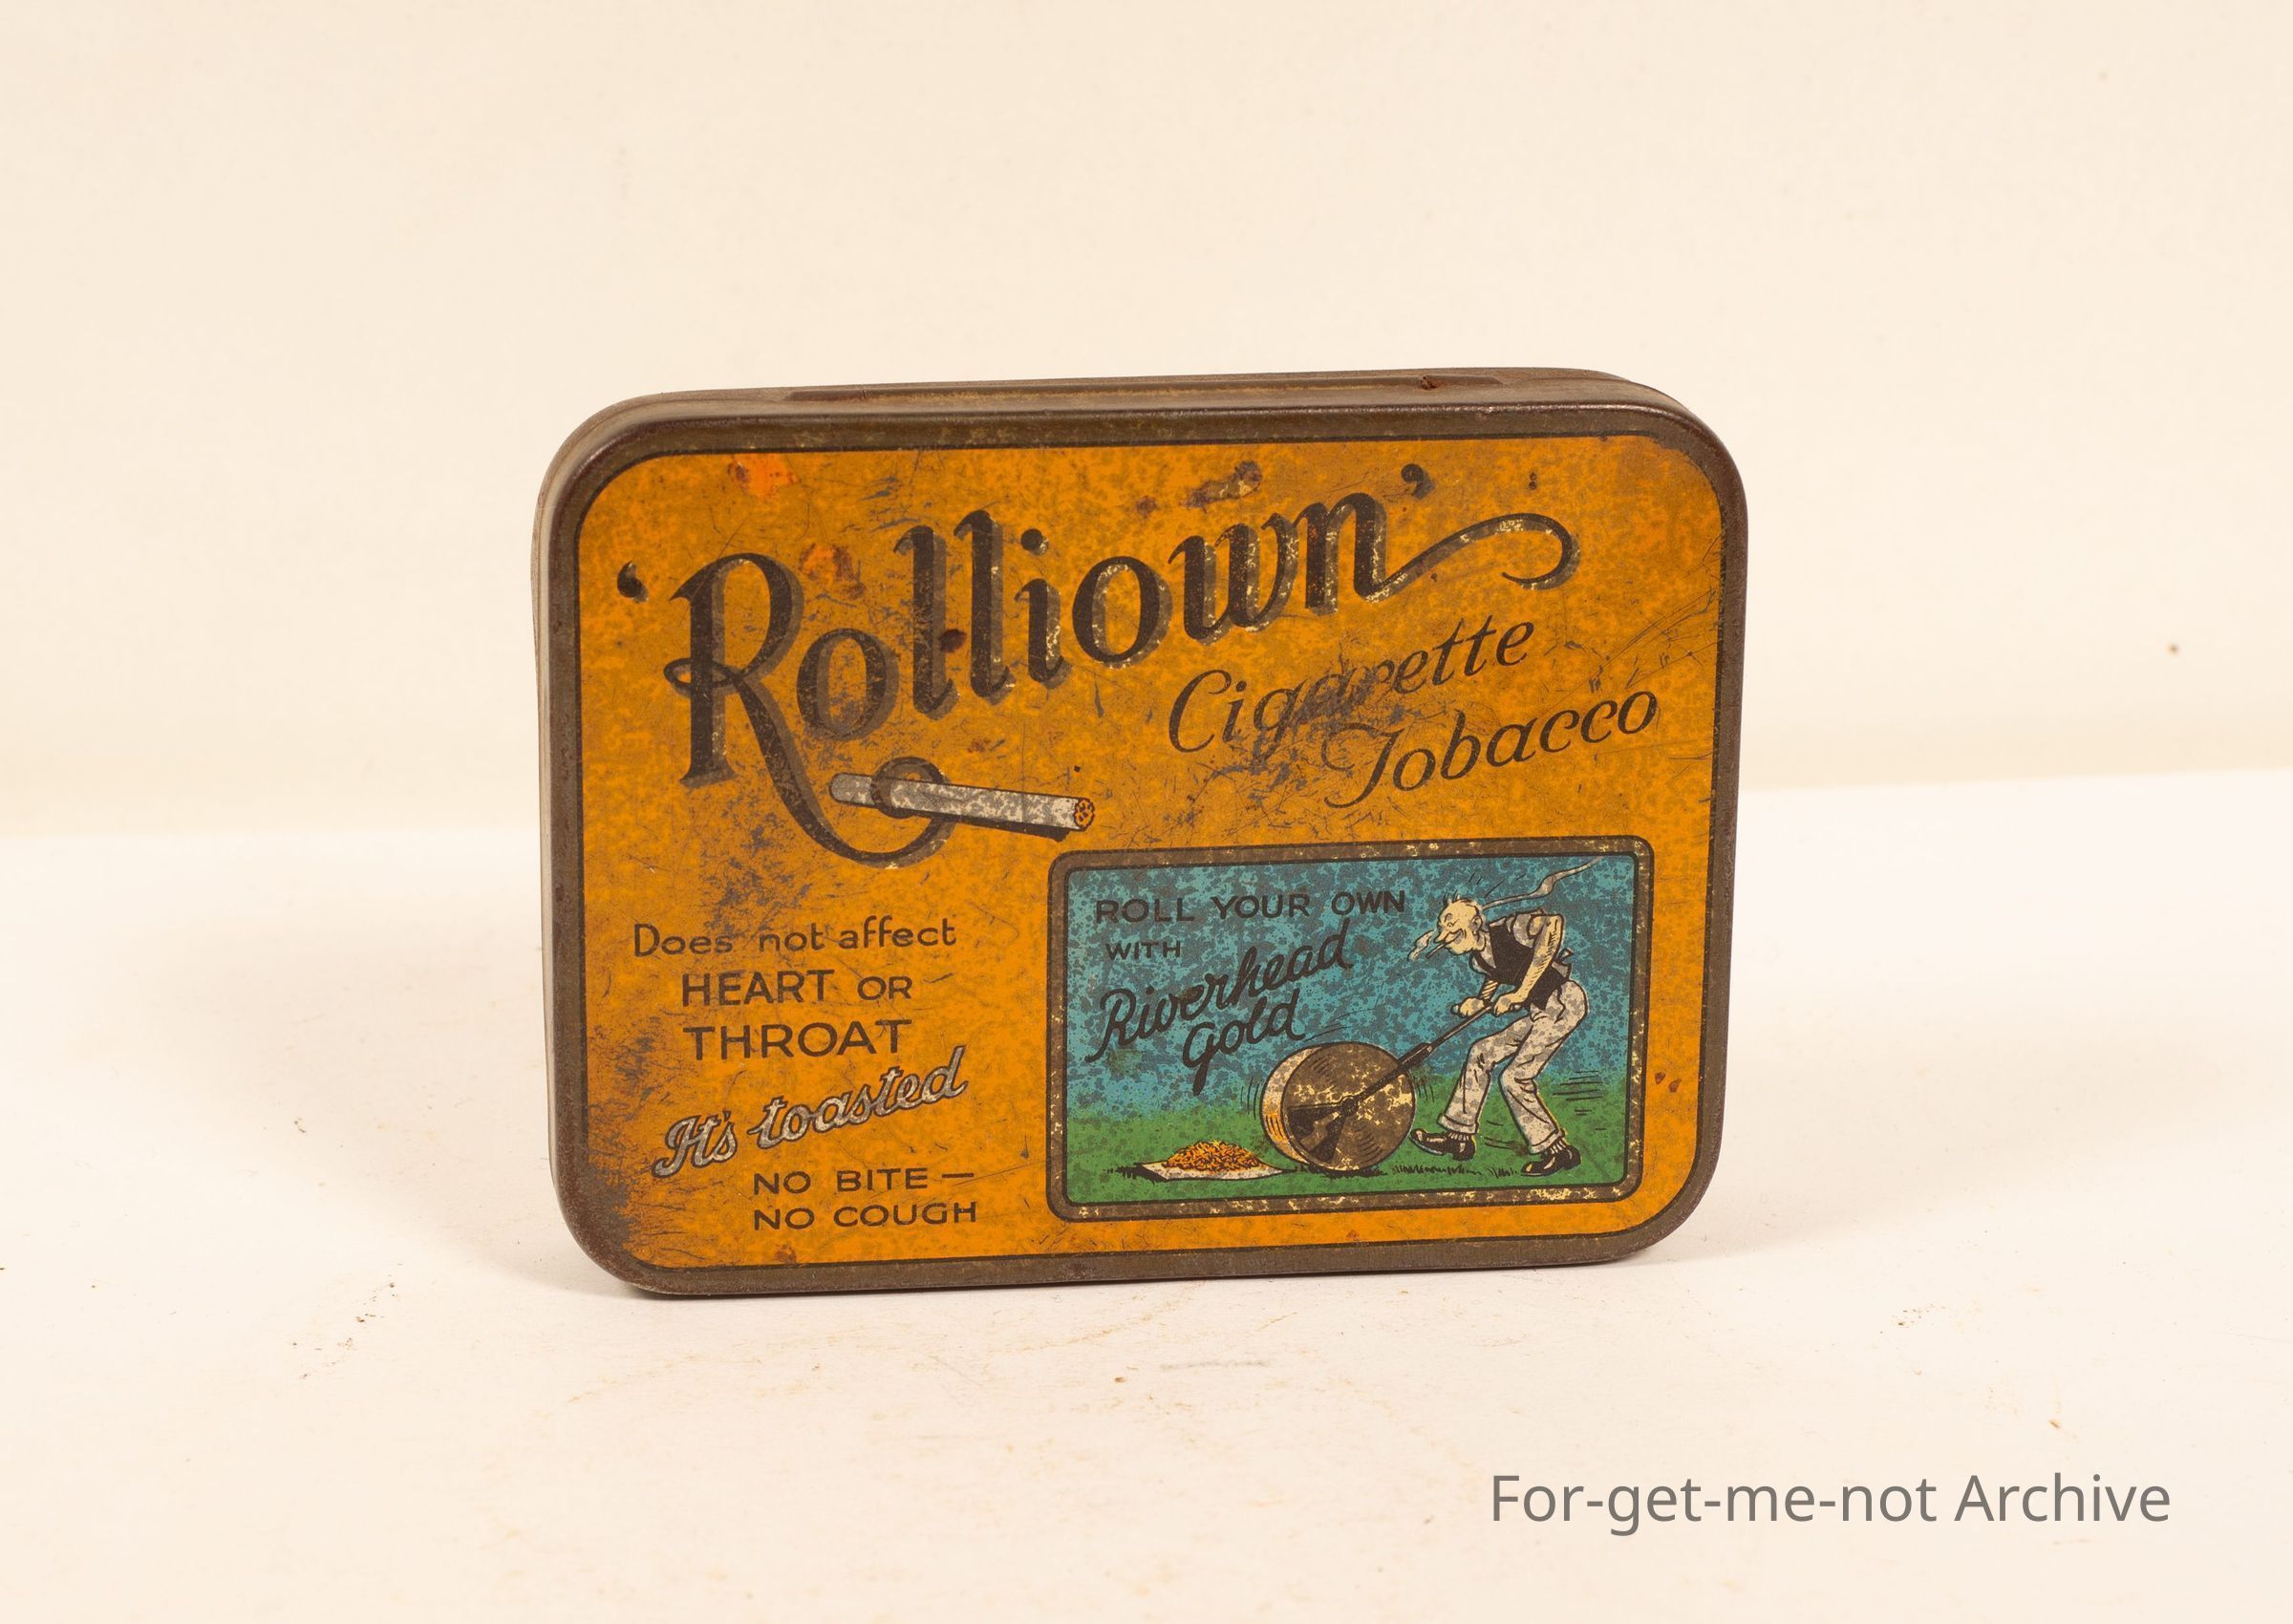 ‘Rolliown’
Cigarette
Tobacco
Does not affect
HEART OR
THROAT
It's toasted
NO BITE —
NO COUGH
ROLL YOUR OWN
WITH
Riverhead
Gold
For-get-me-not Archive